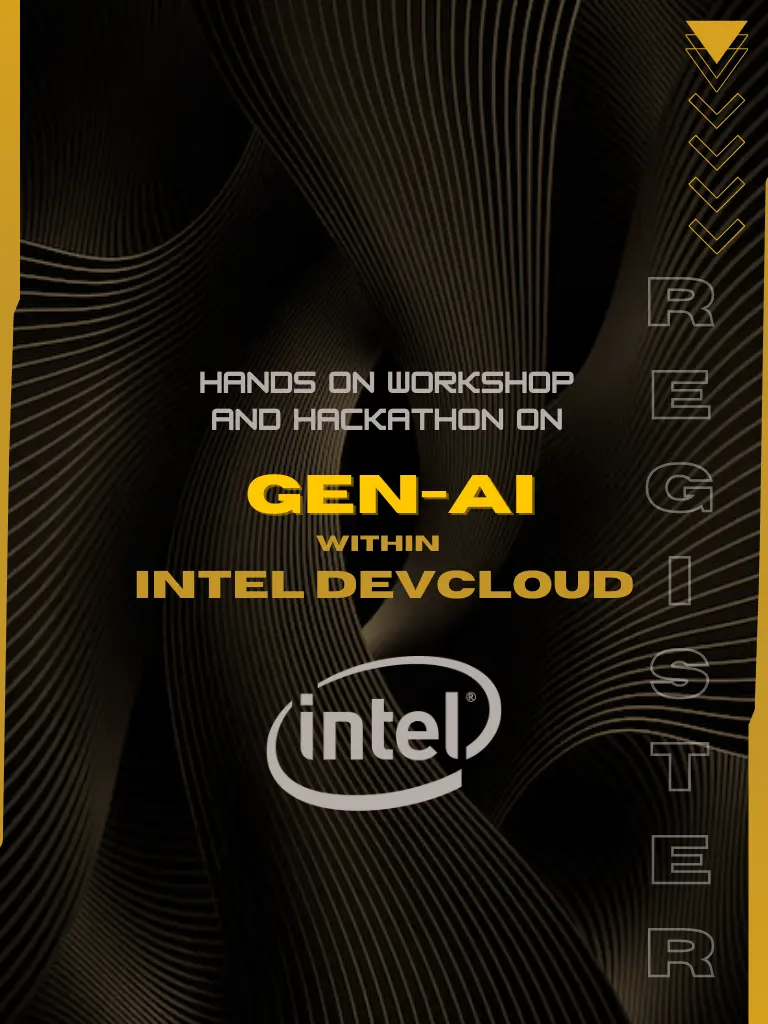 HANDS ON WORKSHOP
AND HACKATHON ON
GEN-AI
WITHIN
INTEL DEVCLOUD
intel®
REGISTER